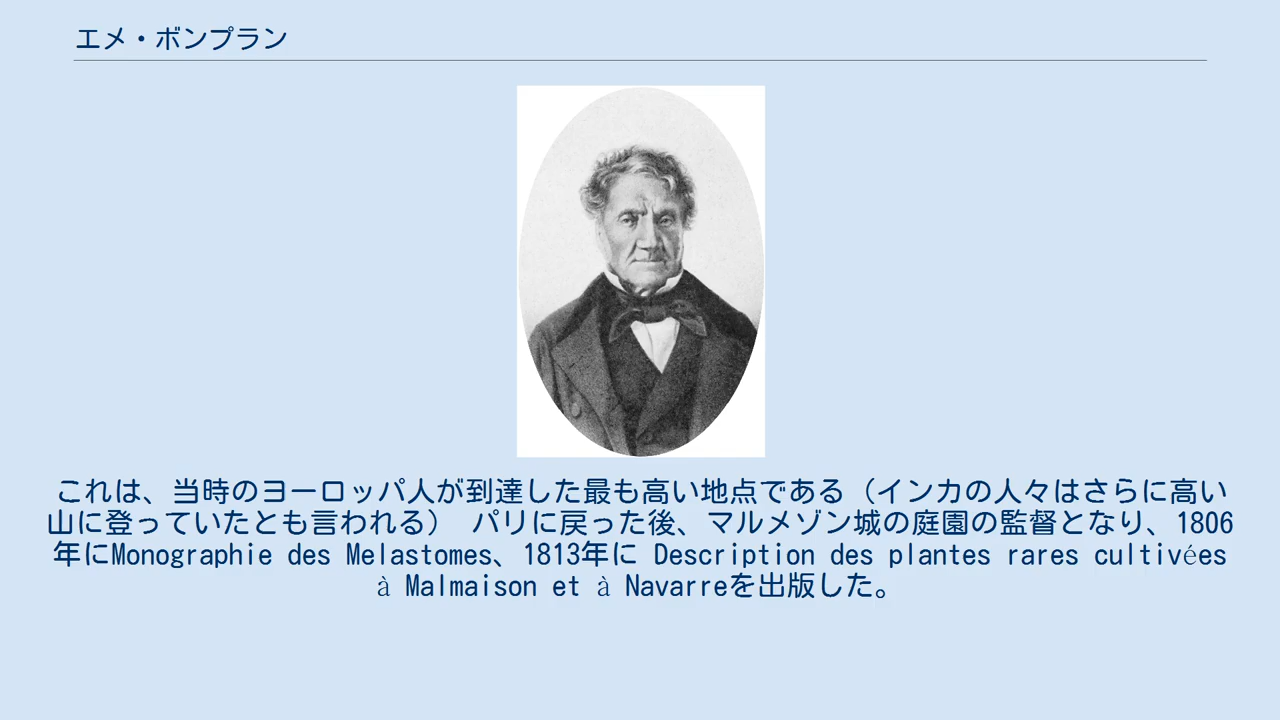 エメ・ボンプラン
これは、当時のヨーロッパ人が到達した最も高い地点である（インカの人々はさらに高い
山に登っていたとも言われる） パリに戻った後、マルメゾン城の庭園の監督となり、1806
年にMonographie des Melastomes、1813年に Description des plantes rares cultivées
à Malmaison et à Navarreを出版した。